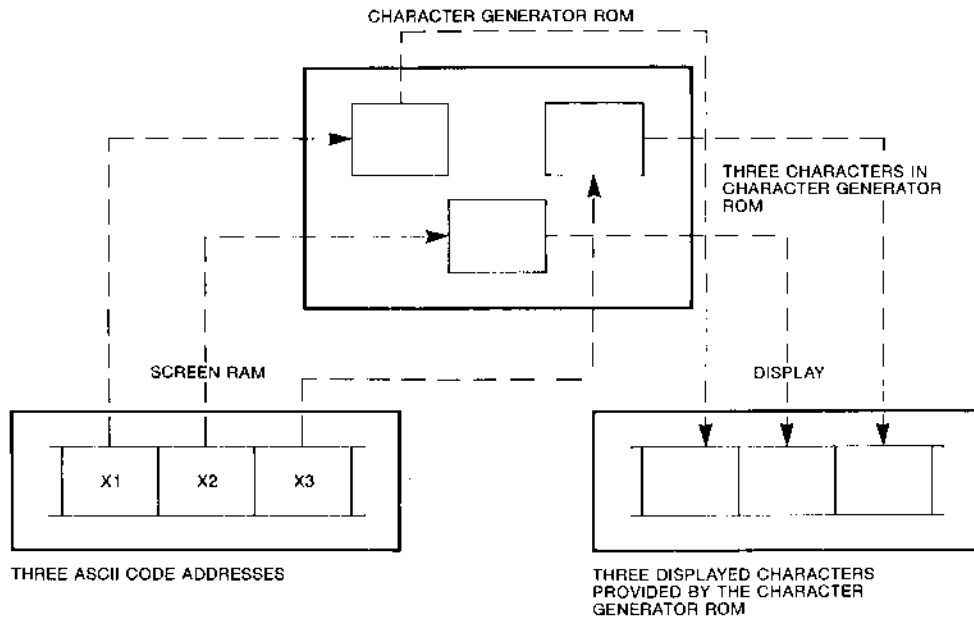 CHARACTER GENERATOR ROM
THREE CHARACTERS IN
CHARACTER GENERATOR
ROM
SCREEN RAM
DISPLAY
X1 X2 X3
THREE ASCII CODE ADDRESSES
THREE DISPLAYED CHARACTERS
PROVIDED BY THE CHARACTER
GENERATOR ROM